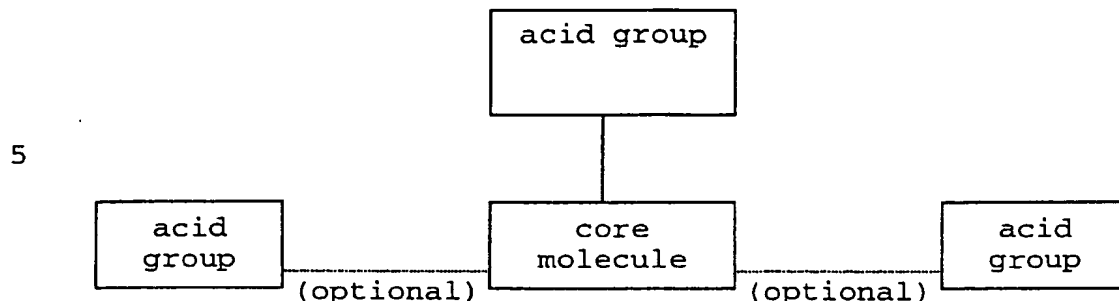 acid group
5
acid
group
core
molecule
acid
group
(optional)
(optional)